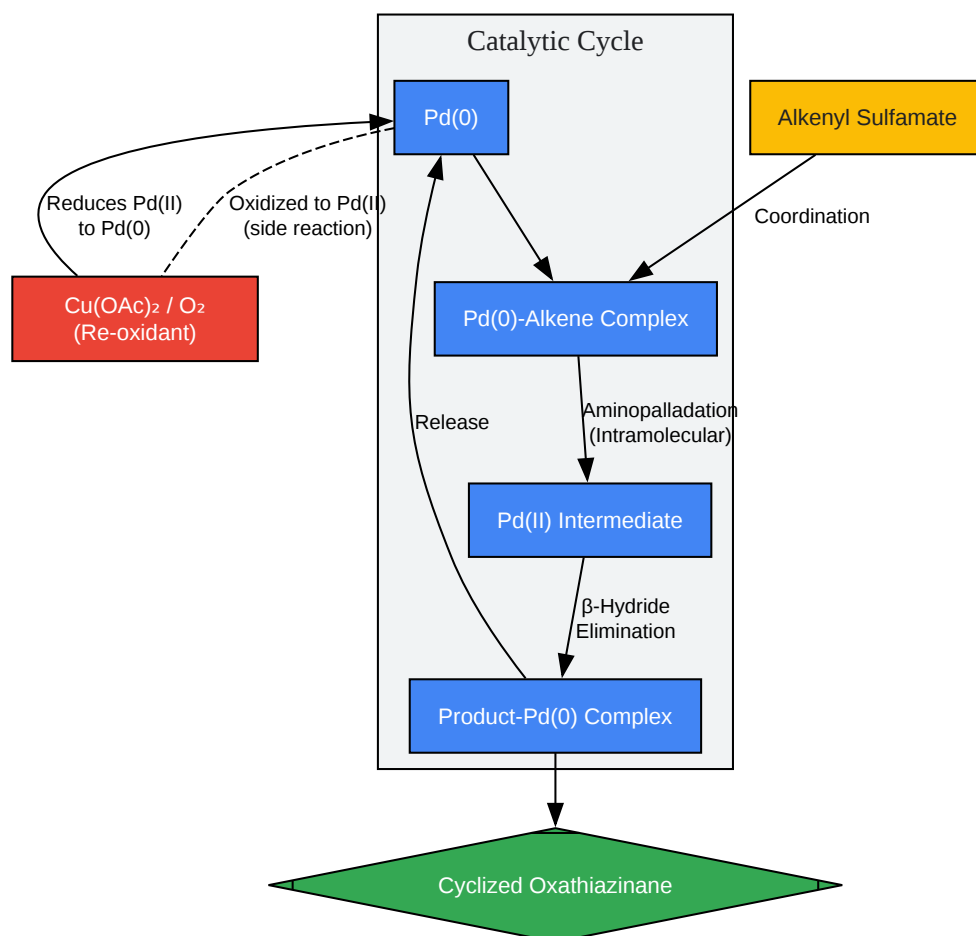 Catalytic Cycle
Pd(0)
Alkenyl Sulfamate
Reduces Pd(II)
to Pd(0)
Oxidized to Pd(II)
(side reaction)
Coordination
Cu(OAc)₂ / O₂
(Re-oxidant)
Pd(0)-Alkene Complex
Release
Aminopalladation
(Intramolecular)
Pd(II) Intermediate
β-Hydride
Elimination
Product-Pd(0) Complex
Cyclized Oxathiazinane